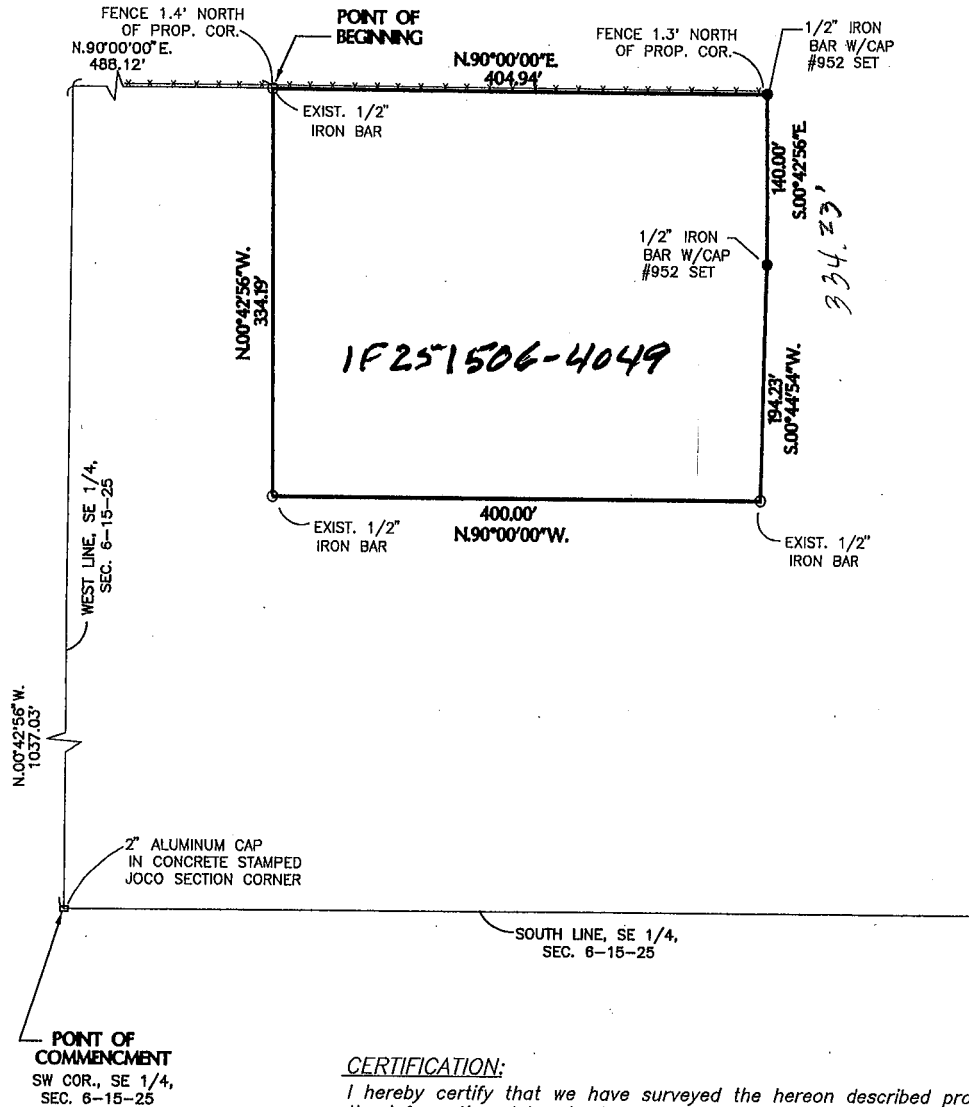 FENCE 1.4' NORTH
OF PROP. COR.
POINT OF
BEGINNING
N.90°00'00"E.
488.12'
N.90°00'00"E.
404.94'
FENCE 1.3' NORTH
OF PROP. COR.
1/2" IRON
BAR W/CAP
#952 SET
EXIST. 1/2"
IRON BAR
140.00'
S.00°42'56"E.
334.23'
1/2" IRON
BAR W/CAP
#952 SET
N.00°42'56"W.
334.19'
1F251506-4049
194.23'
S.00°44'54"W.
EXIST. 1/2"
IRON BAR
400.00'
N.90°00'00"W.
EXIST. 1/2"
IRON BAR
WEST LINE, SE 1/4,
SEC. 6-15-25
N.00°42'56"W.
1037.03'
2" ALUMINUM CAP
IN CONCRETE STAMPED
JOCO SECTION CORNER
SOUTH LINE, SE 1/4,
SEC. 6-15-25
POINT OF
COMMENCMENT
SW COR., SE 1/4,
SEC. 6-15-25
CERTIFICATION:
I hereby certify that we have surveyed the hereon described pro